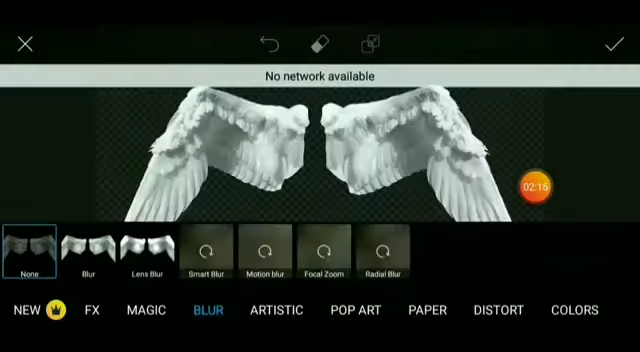 No network available
02:16
None Blur Lens Blur Smart Blur Motion blur Focal Zoom Radial Blur
NEW FX MAGIC BLUR ARTISTIC POP ART PAPER DISTORT COLORS